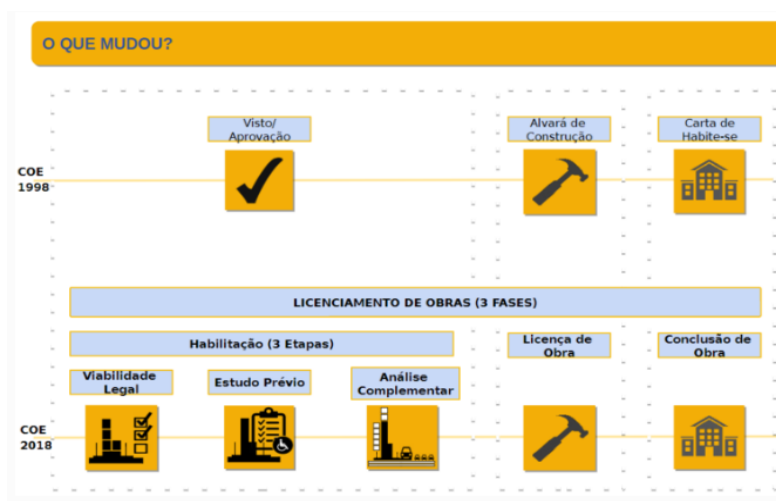 O QUE MUDOU?
Visto/
Aprovação
Alvará de
Construção
Carta de
Habite-se
COE
1998
LICENCIAMENTO DE OBRAS (3 FASES)
Habilitação (3 Etapas)
Licença de
Obra
Conclusão de
Obra
Viabilidade
Legal
Estudo Prévio
Análise
Complementar
COE
2018